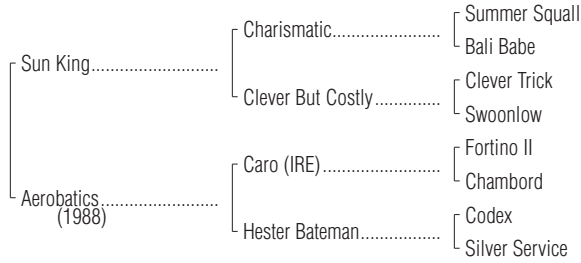 Summer Squall
Charismatic..........................
Bali Babe
Sun King...............................
Clever Trick
Clever But Costly................
Swoonlow
Fortino II
Caro (IRE).............................
Chambord
Aerobatics............................
(1988)
Codex
Hester Bateman...................
Silver Service